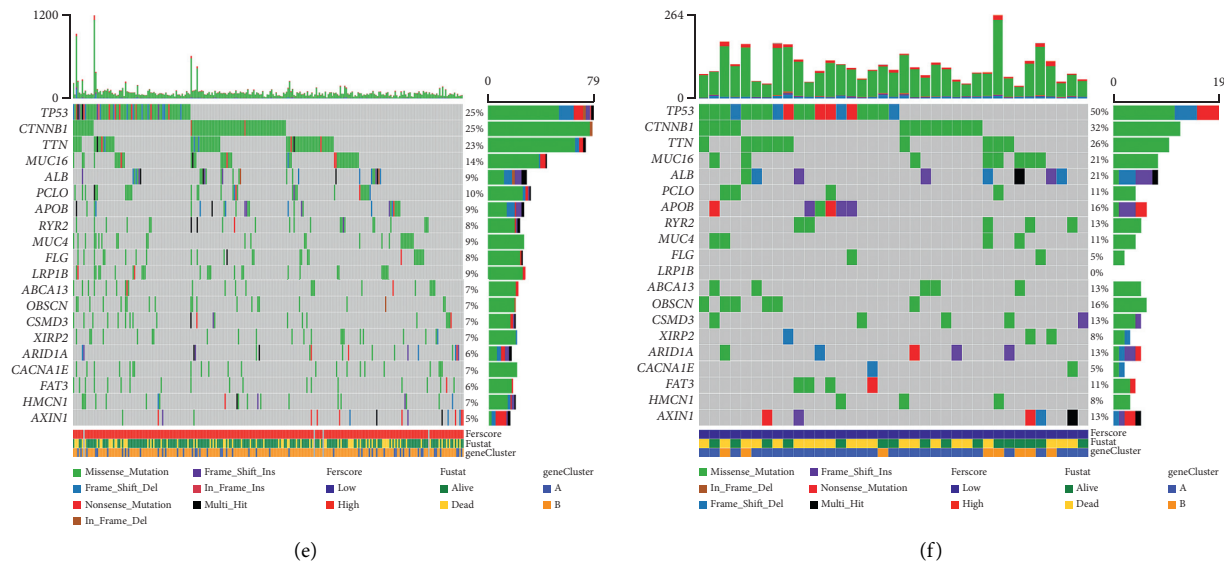 1200
0
0 79
TP53 25%
CTNNB1 25%
TTN 23%
MUC16 14%
ALB 9%
PCLO 10%
APOB 9%
RYR2 8%
MUC4 9%
FLG 8%
LRP1B 9%
ABCA13 7%
OBSCN 7%
CSMD3 7%
XIRP2 7%
ARID1A 6%
CACNA1E 7%
FAT3 6%
HMCN1 7%
AXIN1 5%
Ferscore
Fustat
geneCluster
Missense_Mutation Frame_Shift_Ins Ferscore Fustat geneCluster
Frame_Shift_Del In_Frame_Ins Low Alive A
Nonsense_Mutation Multi_Hit High Dead B
In_Frame_Del
(e)
264
0
0 19
TP53 50%
CTNNB1 32%
TTN 26%
MUC16 21%
ALB 21%
PCLO 11%
APOB 16%
RYR2 13%
MUC4 11%
FLG 5%
LRP1B 0%
ABCA13 13%
OBSCN 16%
CSMD3 13%
XIRP2 8%
ARID1A 13%
CACNA1E 5%
FAT3 11%
HMCN1 8%
AXIN1 13%
Ferscore
Fustat
geneCluster
Missense_Mutation Frame_Shift_Ins Ferscore Fustat geneCluster
In_Frame_Del Nonsense_Mutation Low Alive A
Frame_Shift_Del Multi_Hit High Dead B
(f)